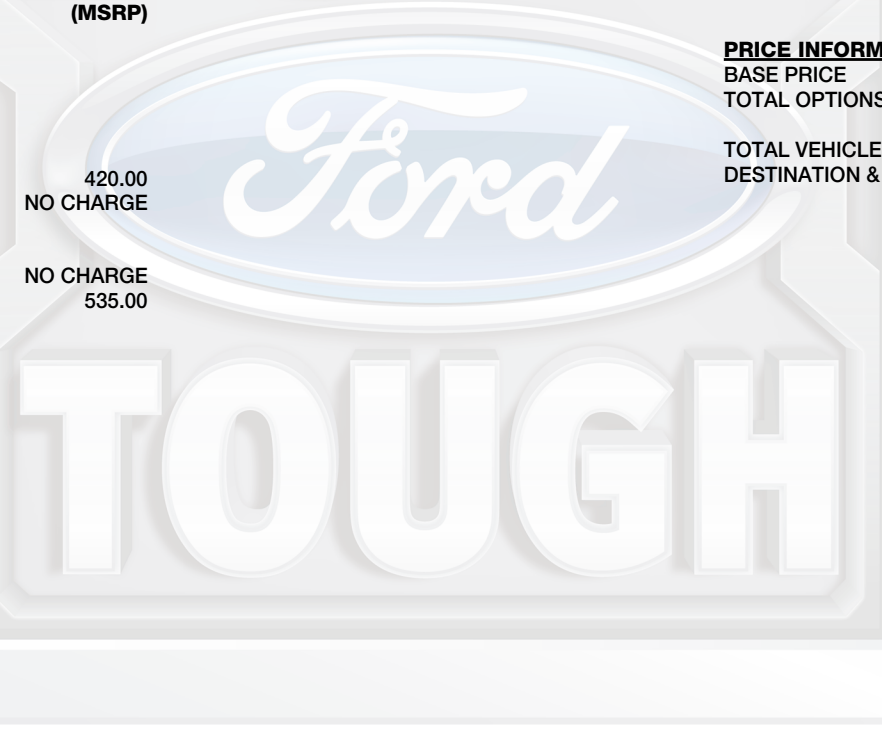 (MSRP)
420.00
NO CHARGE
NO CHARGE
535.00
PRICE INFORM
BASE PRICE
TOTAL OPTIONS
TOTAL VEHICLE
DESTINATION &
Ford
TOUGH